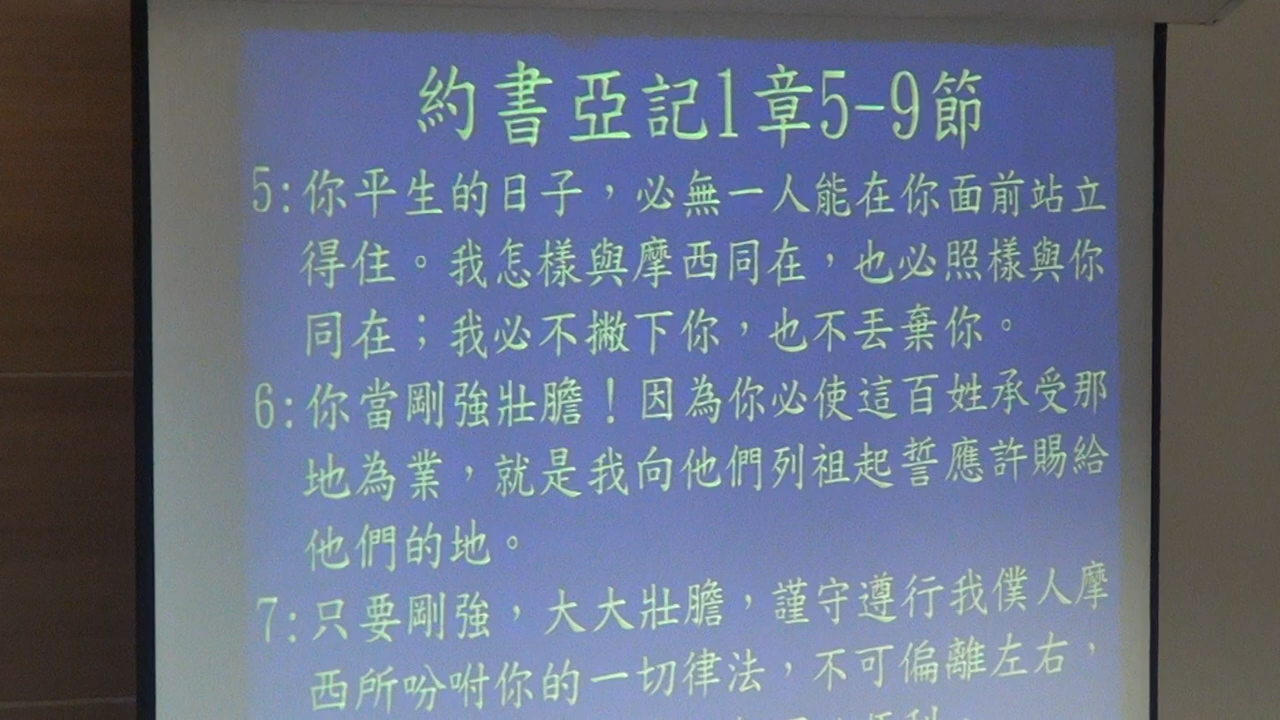 約書亞記1章5-9節
5:你平生的日子，必無一人能在你面前站立
得住。我怎樣與摩西同在，也必照樣與你
同在；我必不撇下你，也不丟棄你。
6:你當剛強壯膽！因為你必使這百姓承受那
地為業，就是我向他們列祖起誓應許賜給
他們的地。
7:只要剛強，大大壯膽，謹守遵行我僕人摩
西所吩咐你的一切律法，不可偏離左右，